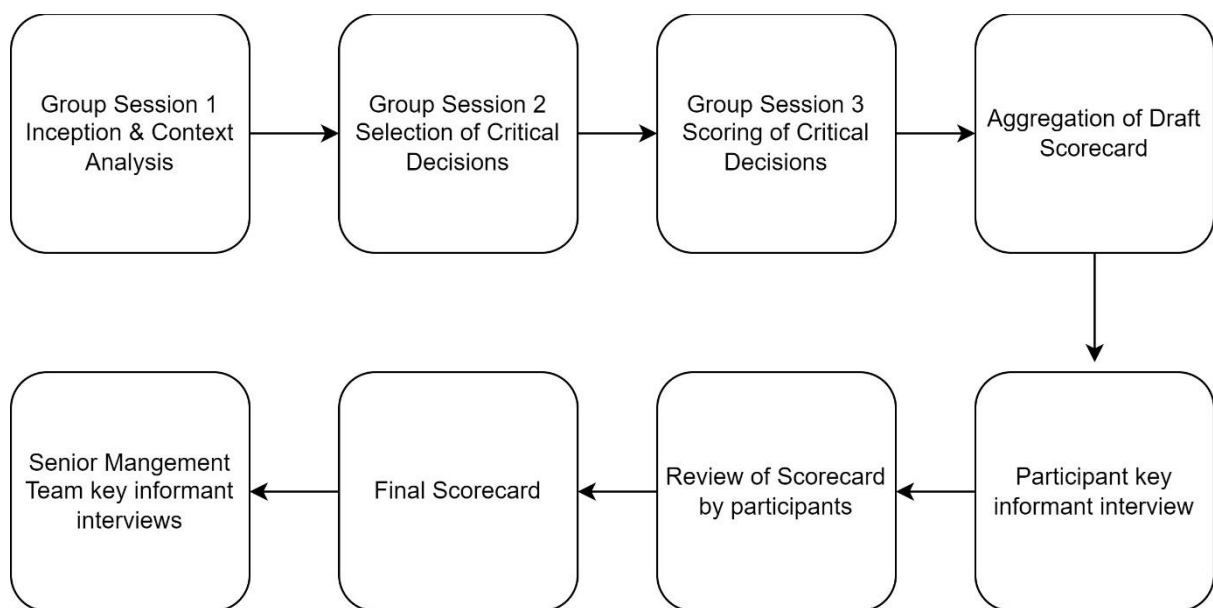 Group Session 1
Inception & Context
Analysis
Group Session 2
Selection of Critical
Decisions
Group Session 3
Scoring of Critical
Decisions
Aggregation of Draft
Scorecard
Senior Mangement
Team key informant
interviews
Final Scorecard
Review of Scorecard
by participants
Participant key
informant interview